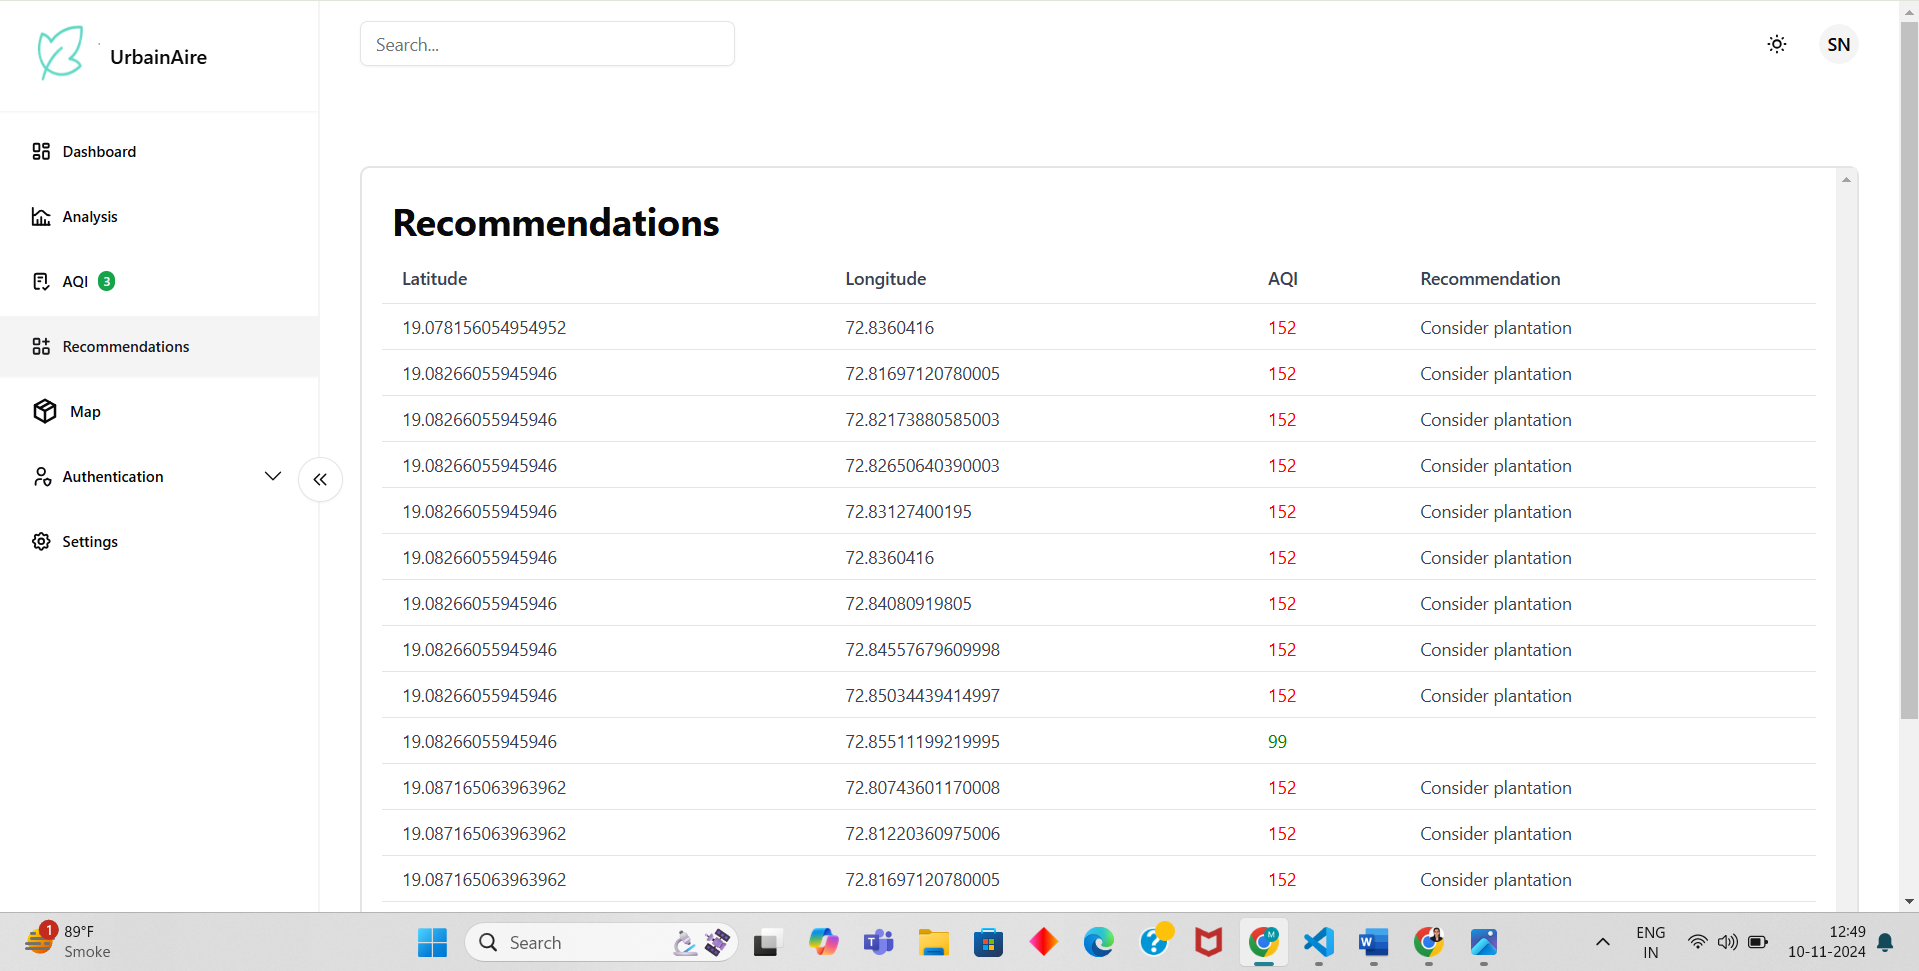 UrbainAire
Search...
SN
Dashboard
Analysis
AQI 3
Recommendations
Map
Authentication
Settings
Recommendations
Latitude Longitude AQI Recommendation
19.078156054954952 72.8360416 152 Consider plantation
19.08266055945946 72.81697120780005 152 Consider plantation
19.08266055945946 72.82173880585003 152 Consider plantation
19.08266055945946 72.82650640390003 152 Consider plantation
19.08266055945946 72.83127400195 152 Consider plantation
19.08266055945946 72.8360416 152 Consider plantation
19.08266055945946 72.84080919805 152 Consider plantation
19.08266055945946 72.84557679609998 152 Consider plantation
19.08266055945946 72.85034439414997 152 Consider plantation
19.08266055945946 72.85511199219995 99
19.087165063963962 72.80743601170008 152 Consider plantation
19.087165063963962 72.81220360975006 152 Consider plantation
19.087165063963962 72.81697120780005 152 Consider plantation
1
89°F
Smoke
Search
ENG
IN
12:49
10-11-2024